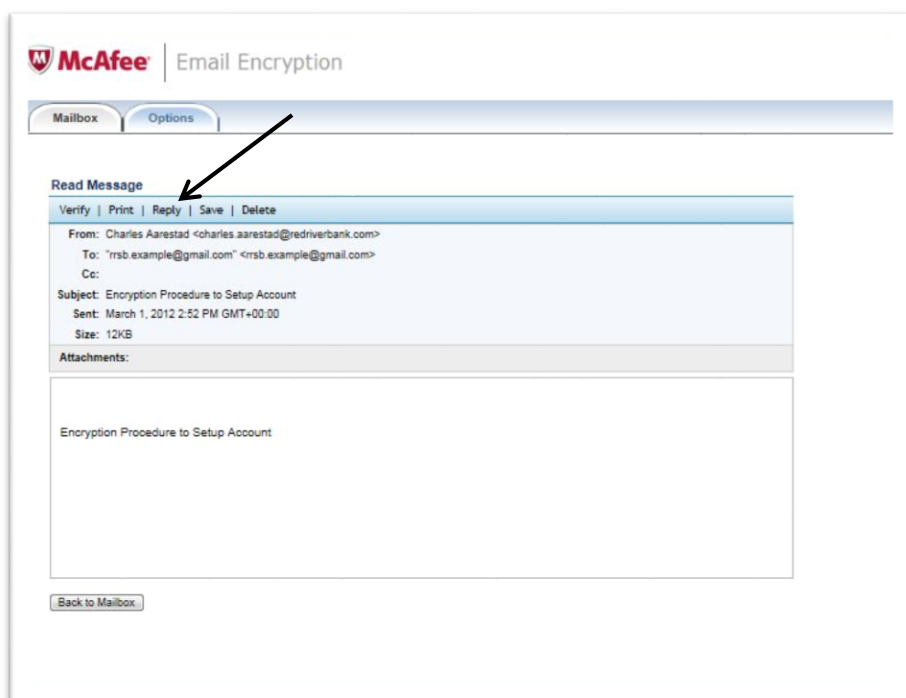 McAfee Email Encryption
Mailbox Options
Read Message
Verify | Print | Reply | Save | Delete
From: Charles Aarestad <charles.aarestad@redriverbank.com>
To: "rrsb.example@gmail.com" <rrsb.example@gmail.com>
Cc:
Subject: Encryption Procedure to Setup Account
Sent: March 1, 2012 2:52 PM GMT+00:00
Size: 12KB
Attachments:
Encryption Procedure to Setup Account
Back to Mailbox